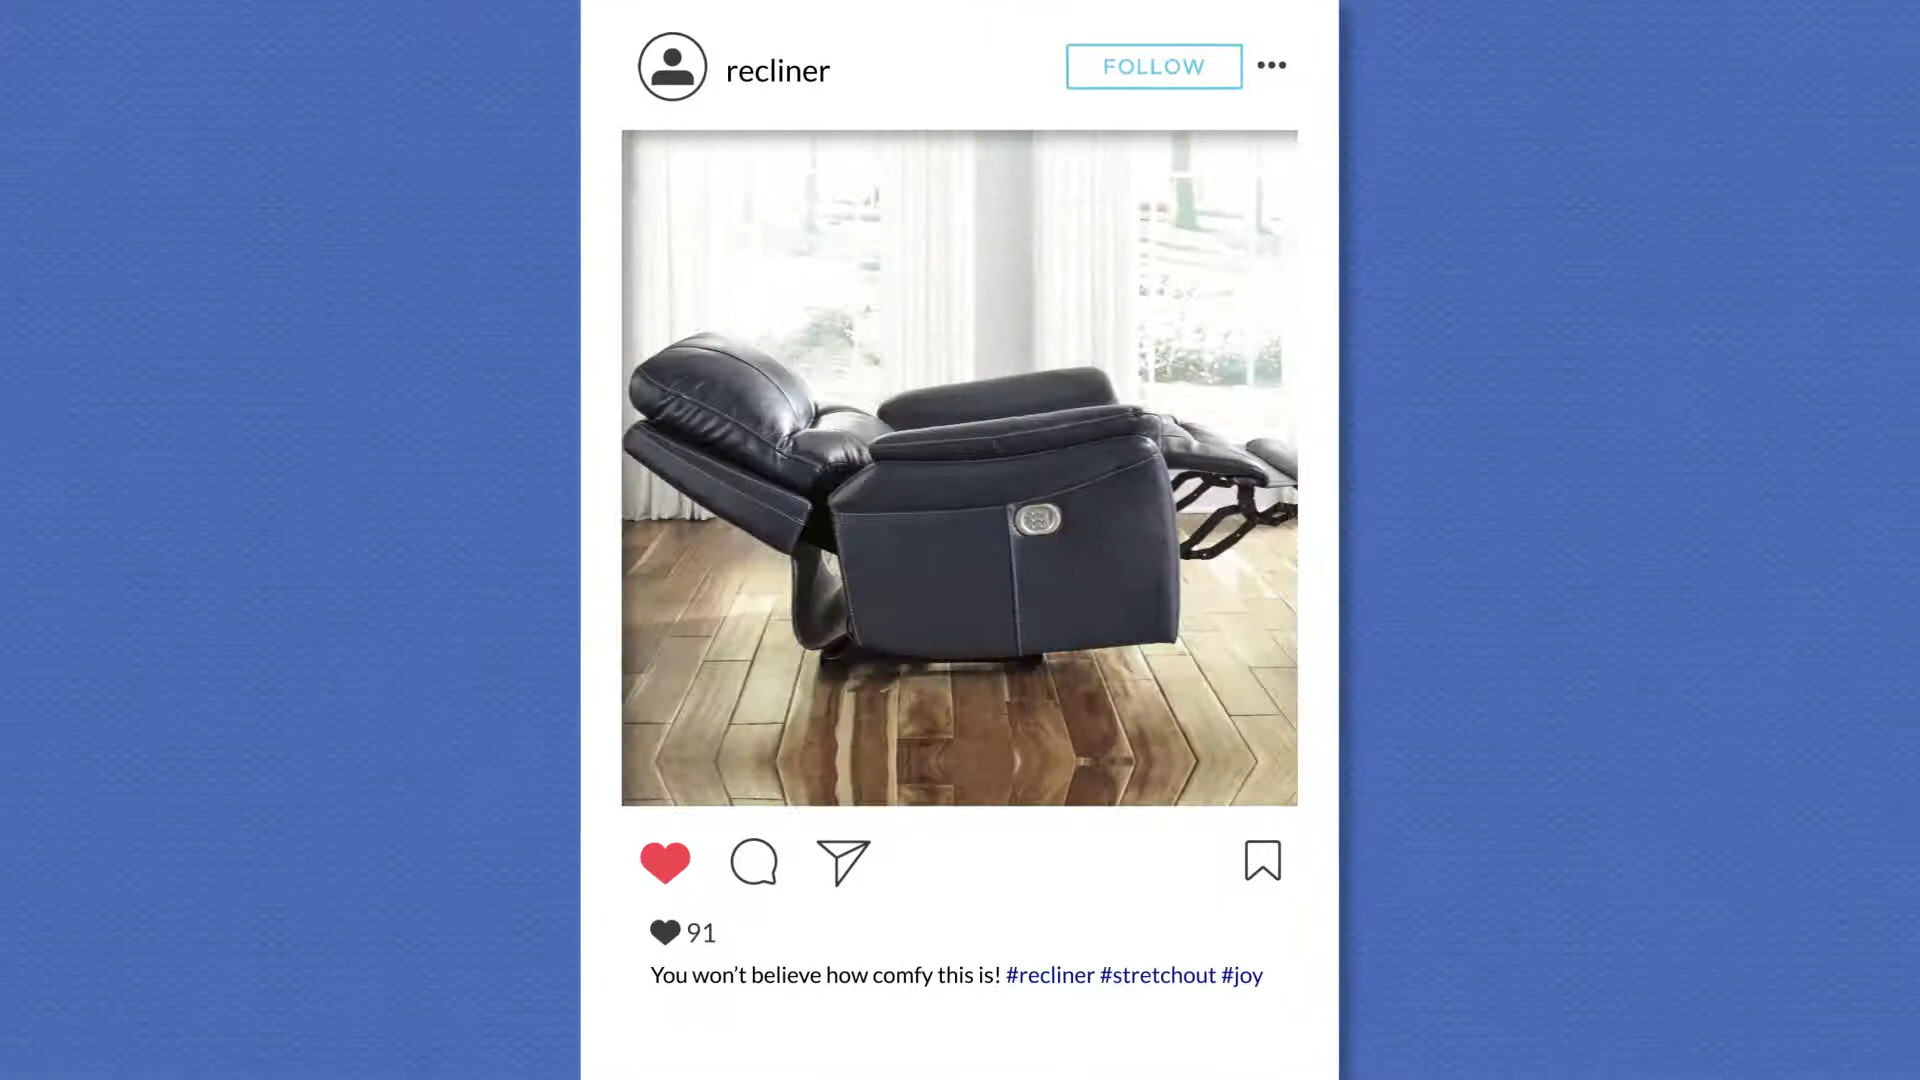 recliner
FOLLOW
91
You won’t believe how comfy this is! #recliner #stretchout #joy